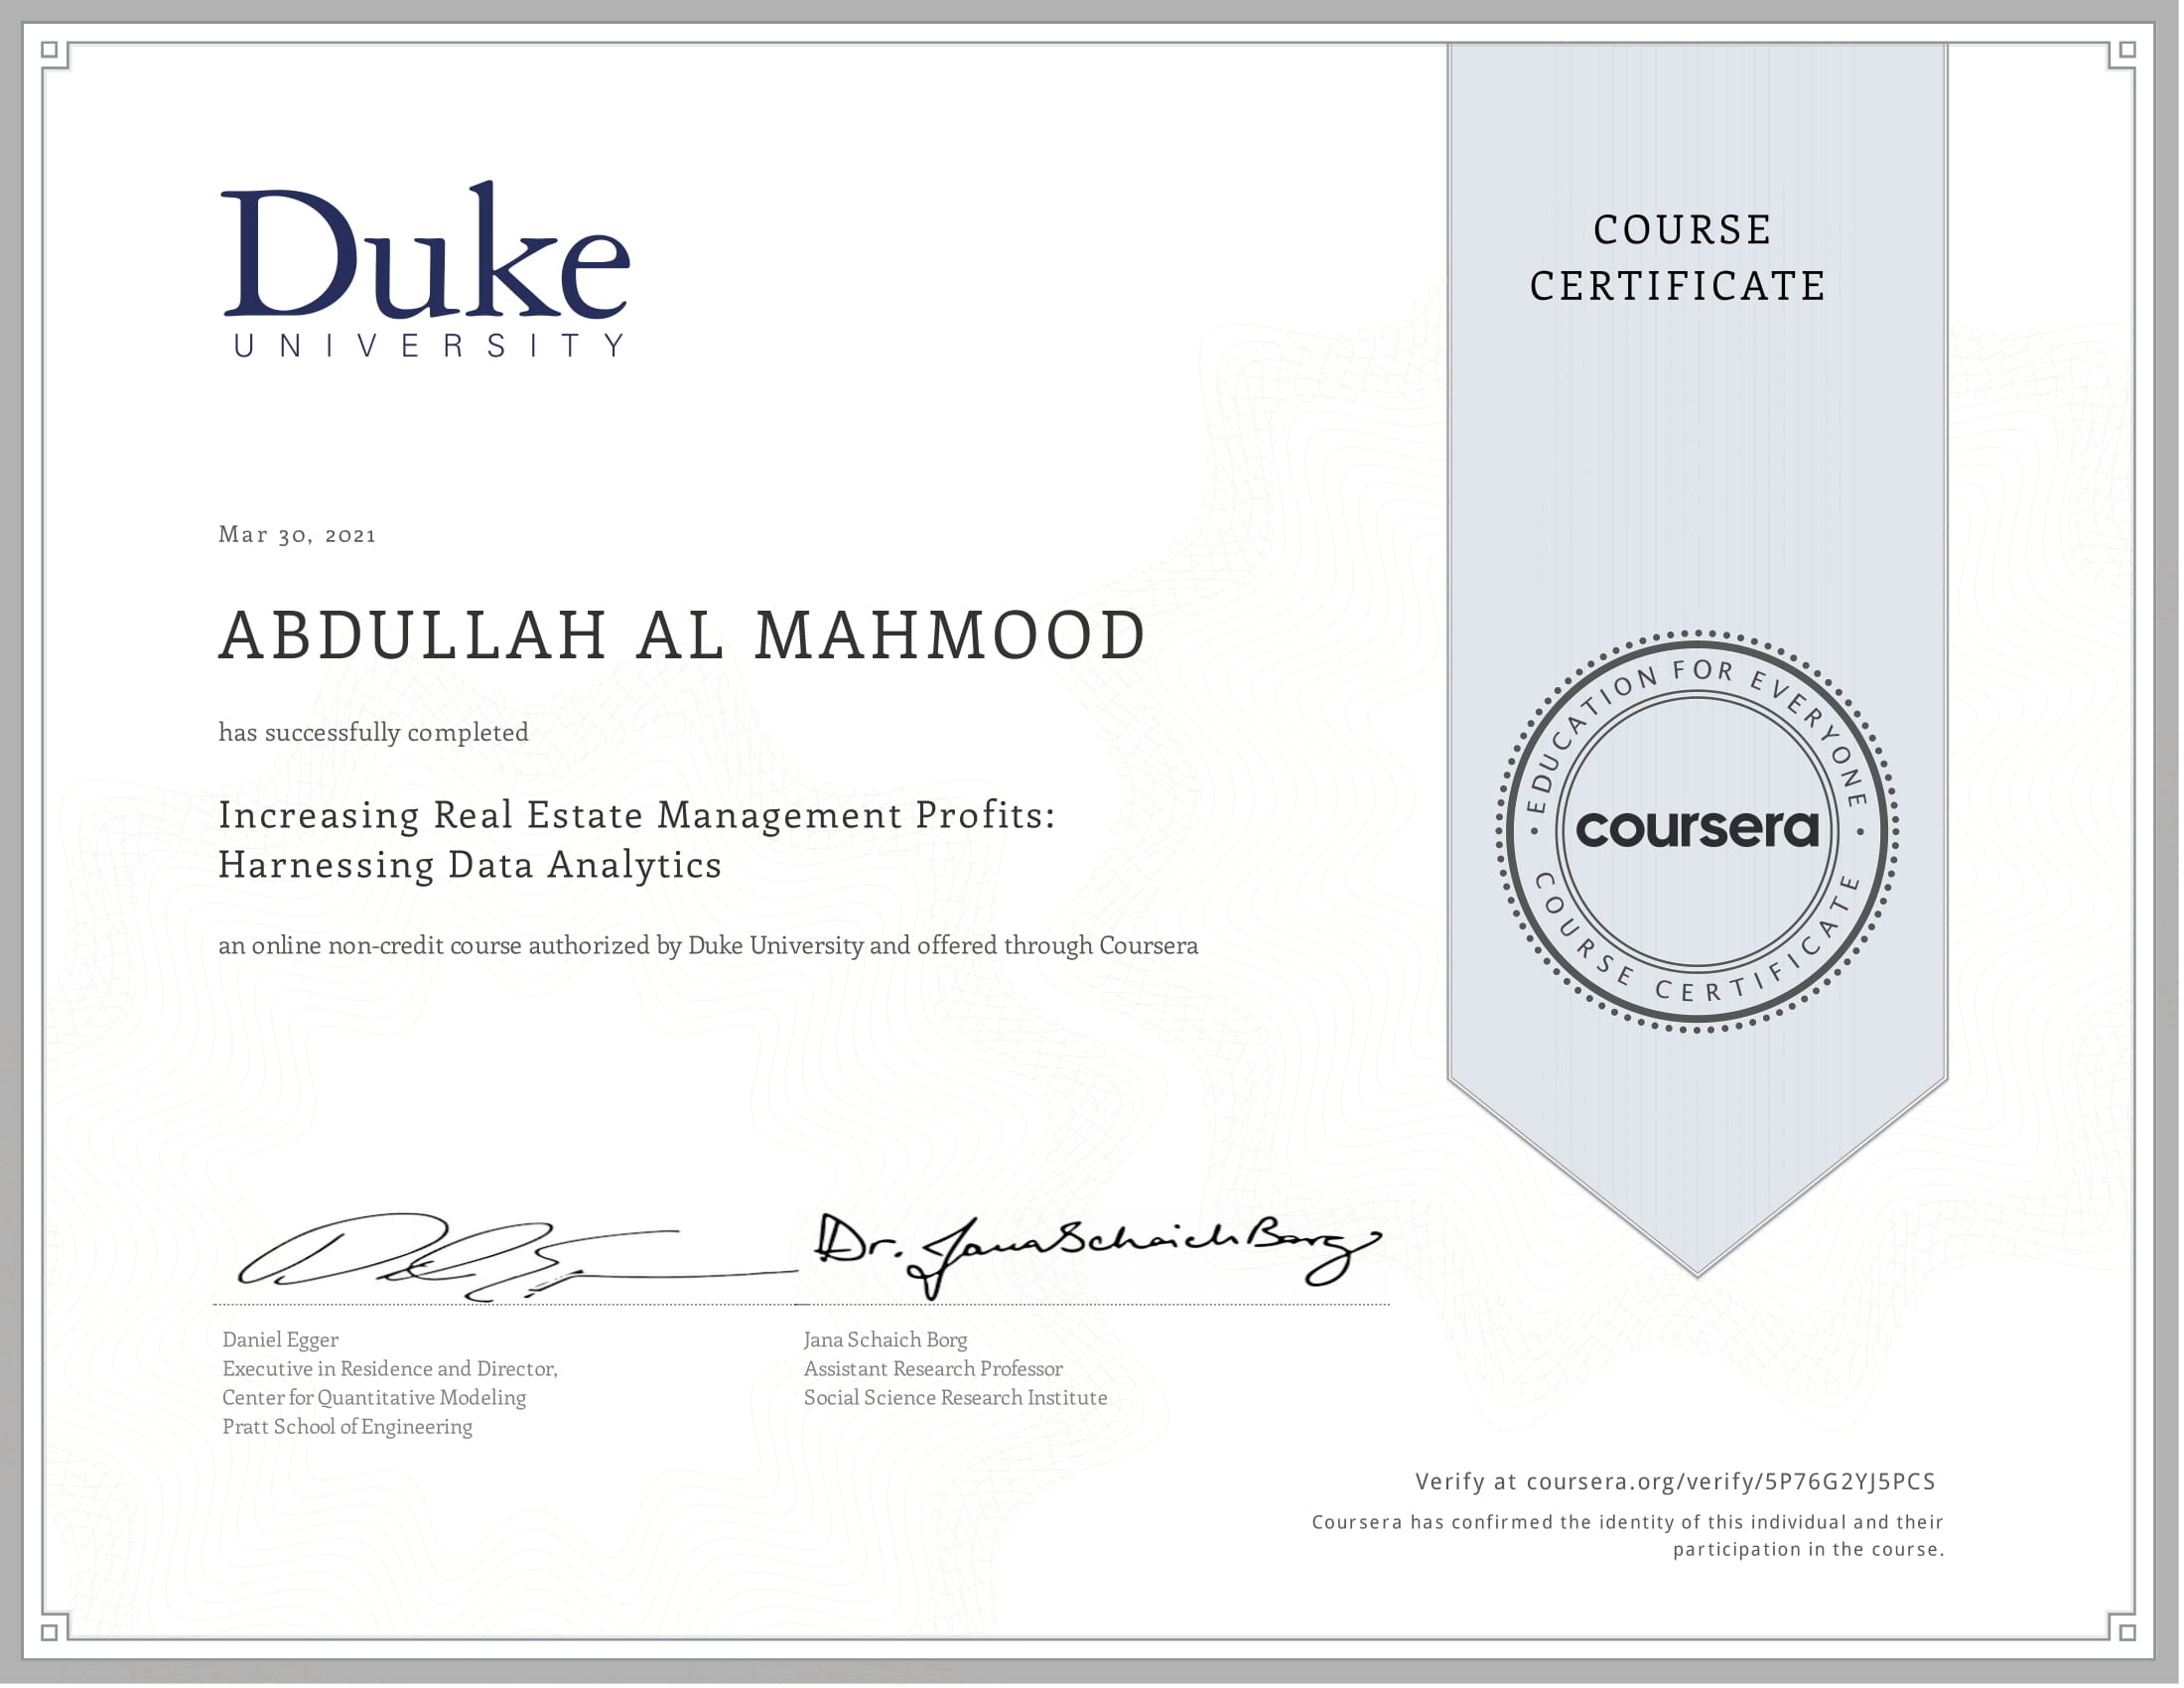 Duke
UNIVERSITY
COURSE
CERTIFICATE
Mar 30, 2021
ABDULLAH AL MAHMOOD
has successfully completed
Increasing Real Estate Management Profits:
Harnessing Data Analytics
an online non-credit course authorized by Duke University and offered through Coursera
EDUCATION FOR EVERYONE
coursera
COURSE CERTIFICATE
Dr. Jana Schaich Borg
Daniel Egger
Executive in Residence and Director,
Center for Quantitative Modeling
Pratt School of Engineering
Jana Schaich Borg
Assistant Research Professor
Social Science Research Institute
Verify at coursera.org/verify/5P76G2YJ5PCS
Coursera has confirmed the identity of this individual and their
participation in the course.